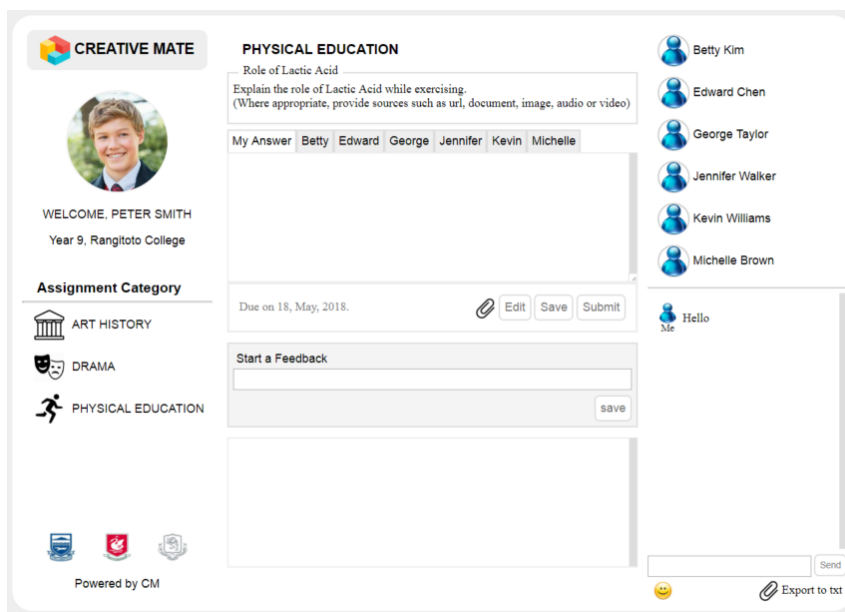 CREATIVE MATE
WELCOME, PETER SMITH
Year 9, Rangitoto College
Assignment Category
ART HISTORY
DRAMA
PHYSICAL EDUCATION
Powered by CM
PHYSICAL EDUCATION
Role of Lactic Acid
Explain the role of Lactic Acid while exercising.
(Where appropriate, provide sources such as url, document, image, audio or video)
My Answer Betty Edward George Jennifer Kevin Michelle
Due on 18, May, 2018. Edit Save Submit
Start a Feedback
save
Betty Kim
Edward Chen
George Taylor
Jennifer Walker
Kevin Williams
Michelle Brown
Hello
Me
Send
Export to txt